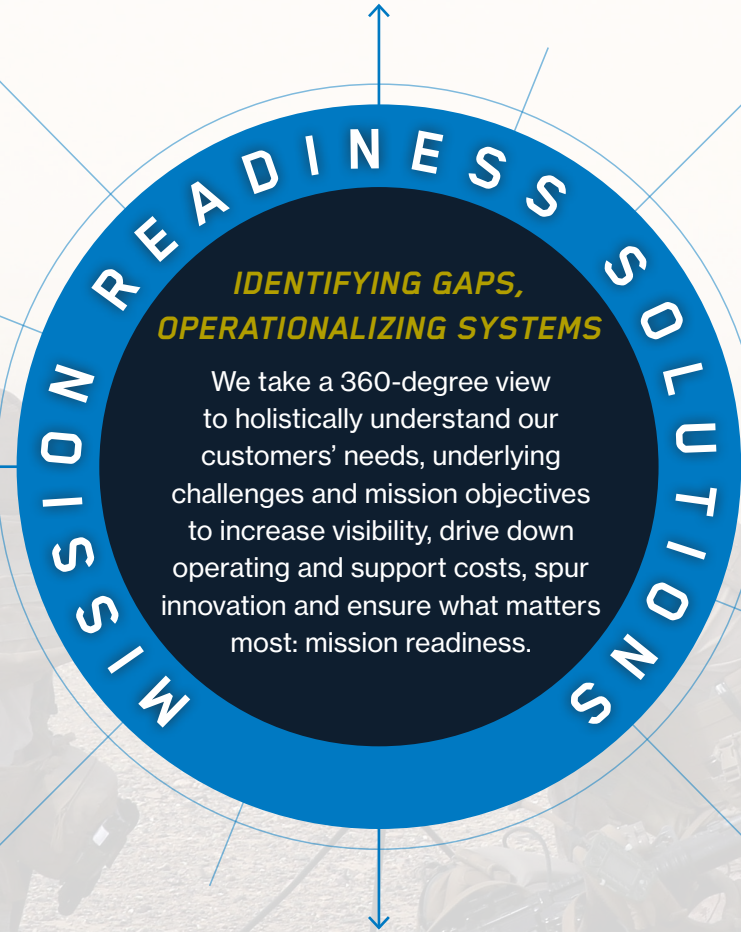 MISSION READINESS SOLUTIONS
IDENTIFYING GAPS,
OPERATIONALIZING SYSTEMS
We take a 360-degree view
to holistically understand our
customers’ needs, underlying
challenges and mission objectives
to increase visibility, drive down
operating and support costs, spur
innovation and ensure what matters
most: mission readiness.